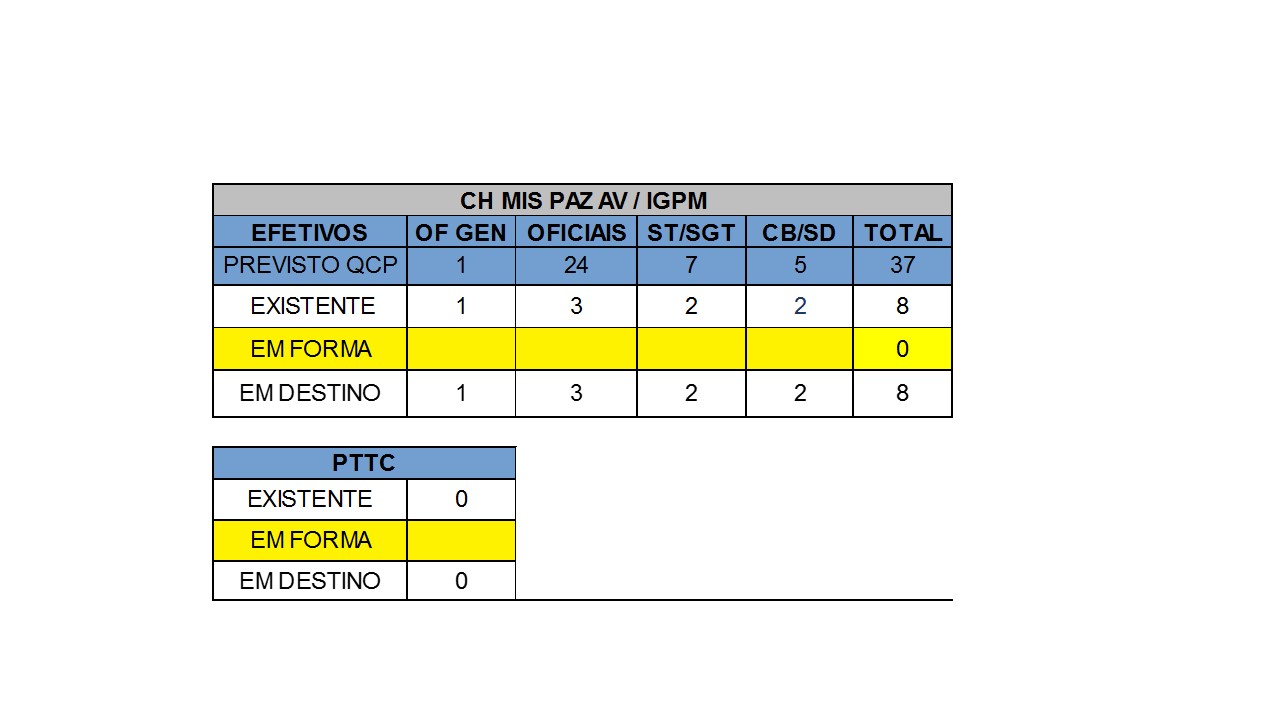 CH MIS PAZ AV / IGPM
EFETIVOS OF GEN OFICIAIS ST/SGT CB/SD TOTAL
PREVISTO QCP 1 24 7 5 37
EXISTENTE 1 3 2 2 8
EM FORMA 0
EM DESTINO 1 3 2 2 8
PTTC
EXISTENTE 0
EM FORMA
EM DESTINO 0